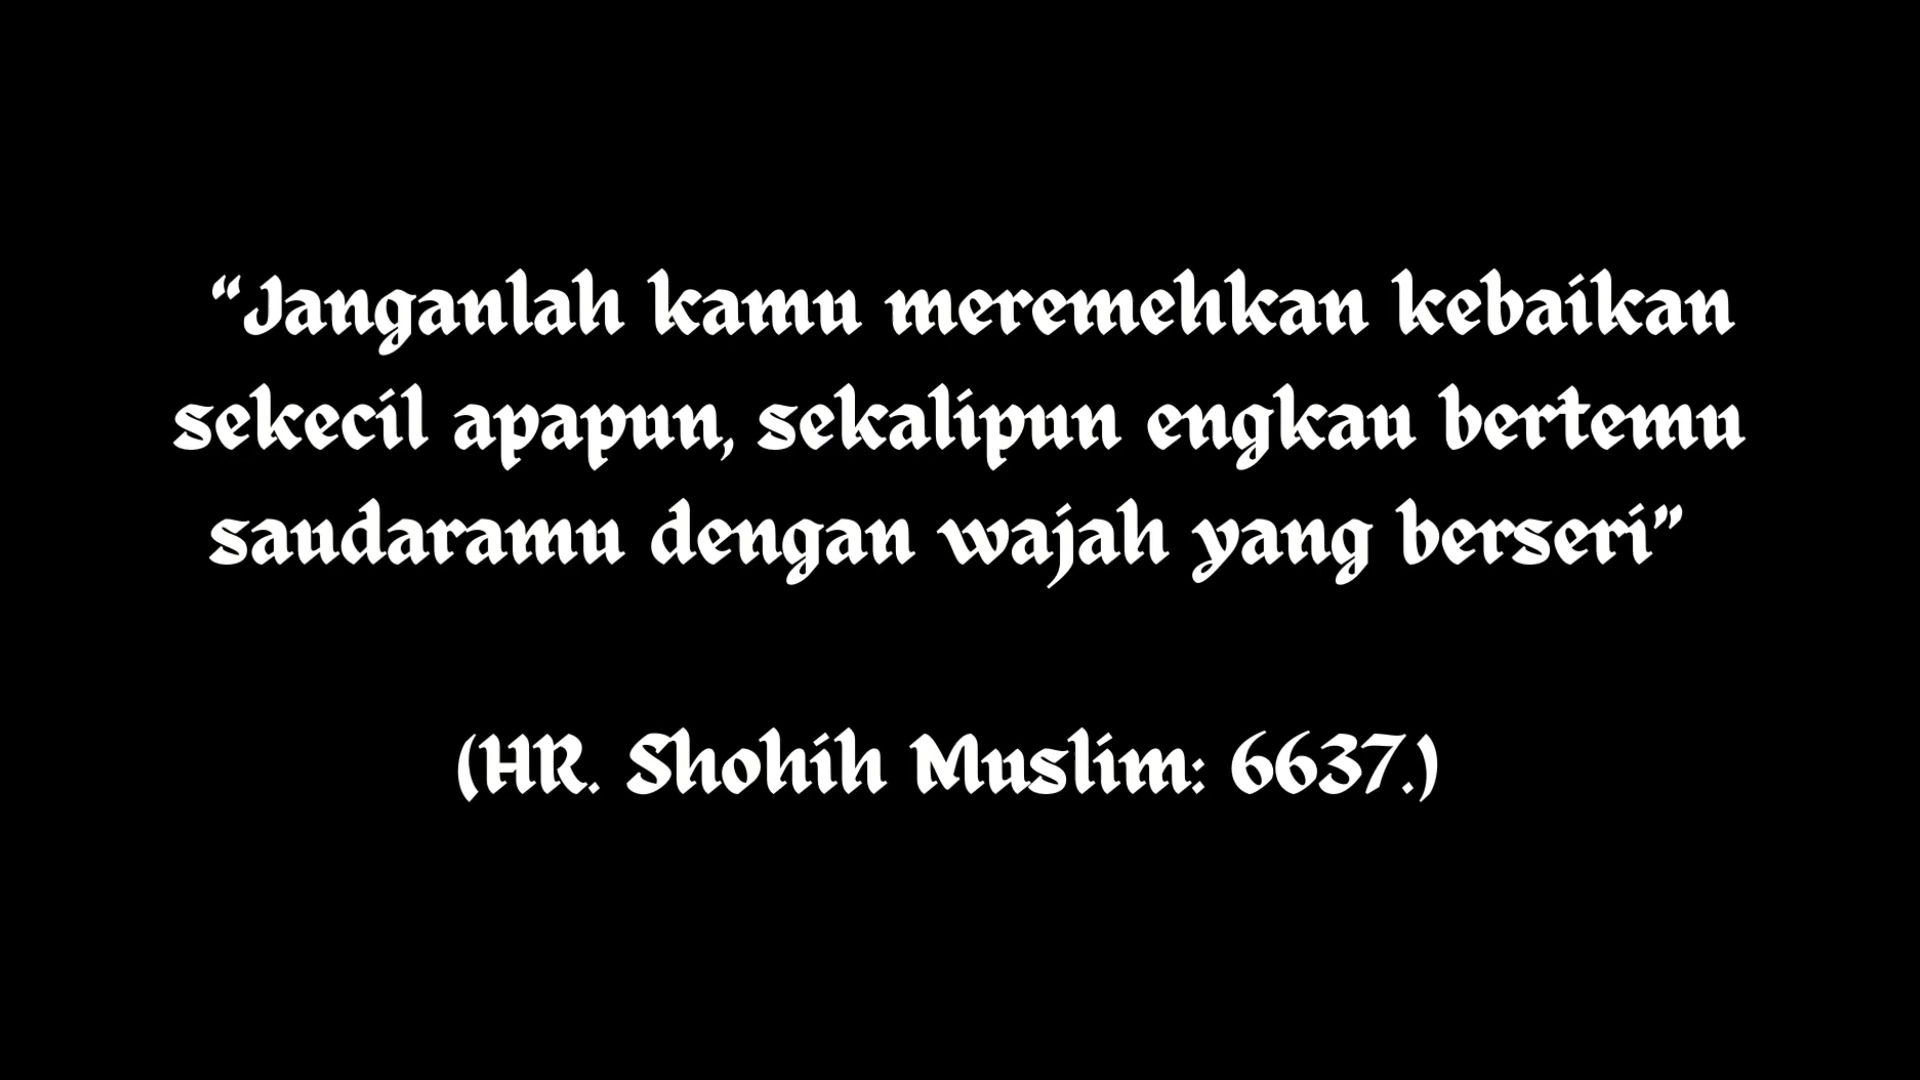 “Janganlah kamu meremehkan kebaikan
sekecil apapun, sekalipun engkau bertemu
saudaramu dengan wajah yang berseri”
(HR. Shohih Muslim: 6637.)